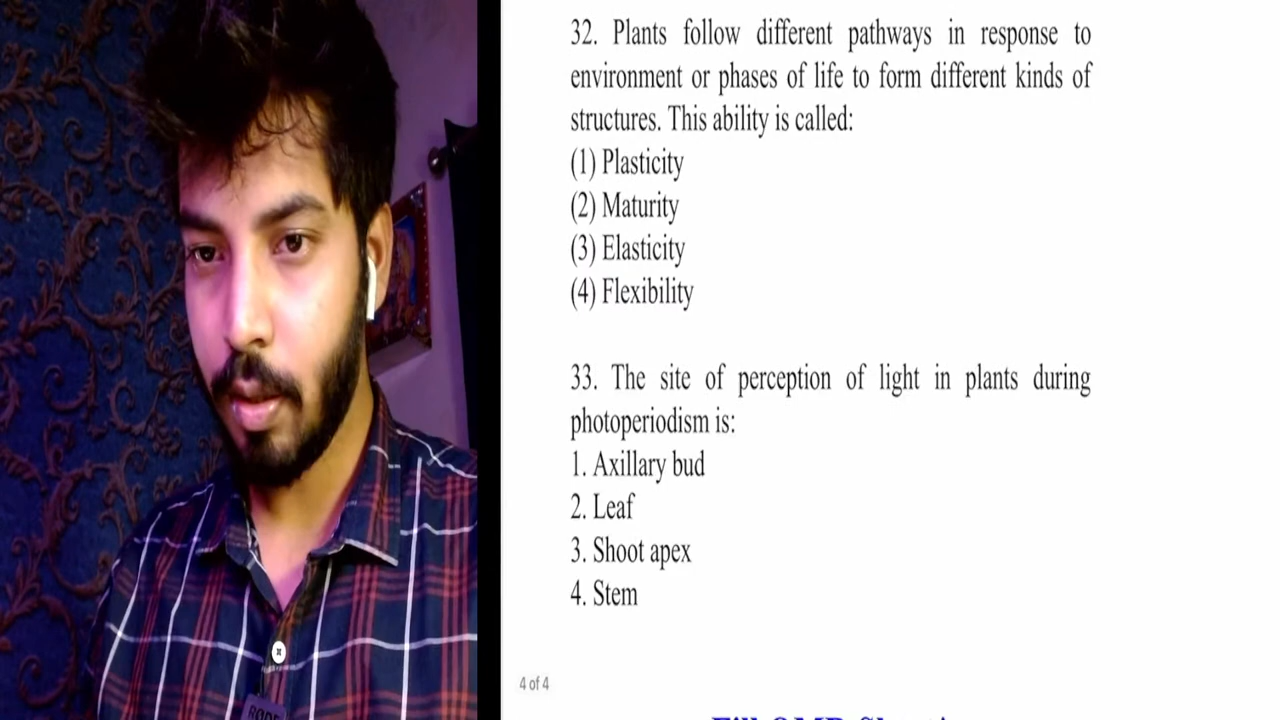 32. Plants follow different pathways in response to
environment or phases of life to form different kinds of
structures. This ability is called:
(1) Plasticity
(2) Maturity
(3) Elasticity
(4) Flexibility
33. The site of perception of light in plants during
photoperiodism is:
1. Axillary bud
2. Leaf
3. Shoot apex
4. Stem
4 of 4
RODE